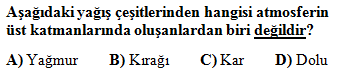 Aşağıdaki yağış çeşitlerinden hangisi atmosferin
üst katmanlarında oluşanlardan biri değildir?
A) Yağmur B) Kırağı C) Kar D) Dolu